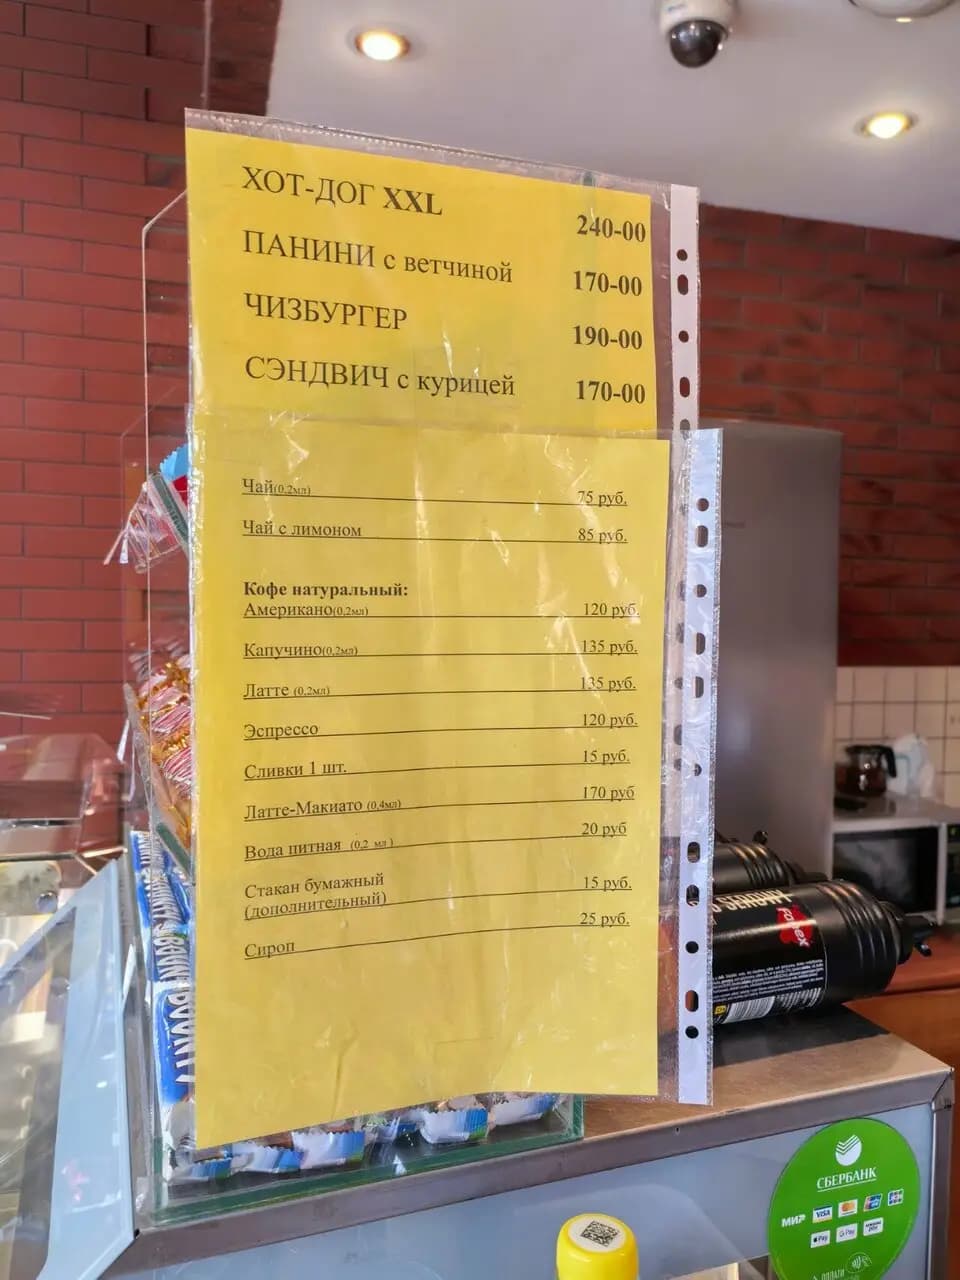 ХОТ-ДОГ XXL 240-00
ПАНИНИ с ветчиной 170-00
ЧИЗБУРГЕР 190-00
СЭНДВИЧ с курицей 170-00
Чай(0,2мл) 75 руб.
Чай с лимоном 85 руб.
Кофе натуральный:
Американо(0,2мл) 120 руб.
Капучино(0,2мл) 135 руб.
Латте (0,2мл) 135 руб.
Эспрессо 120 руб.
Сливки 1 шт. 15 руб.
Латте-Макиато (0,4мл) 170 руб
Вода питная (0,2 мл ) 20 руб
Стакан бумажный
(дополнительный) 15 руб.
Сироп 25 руб.
BOUNTY
СБЕРБАНК
МИР VISA
Pay G Pay